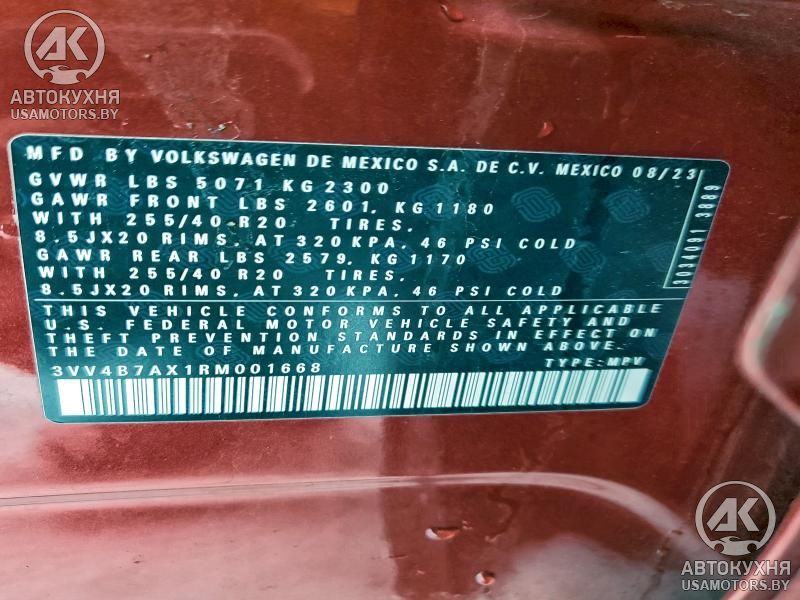 AK
АВТОКУХНЯ
USAMOTORS.BY
MFD BY VOLKSWAGEN DE MEXICO S.A. DE C.V. MEXICO 08/23
GVWR LBS 5071 KG 2300
GAWR FRONT LBS 2601, KG 1180
WITH 255/40 R20 TIRES,
8.5JX20 RIMS, AT 320 KPA, 46 PSI COLD
GAWR REAR LBS 2579, KG 1170
WITH 255/40 R20 TIRES,
8.5JX20 RIMS, AT 320 KPA, 46 PSI COLD
3034091 3889
THIS VEHICLE CONFORMS TO ALL APPLICABLE
U.S. FEDERAL MOTOR VEHICLE SAFETY AND
THEFT PREVENTION STANDARDS IN EFFECT ON
THE DATE OF MANUFACTURE SHOWN ABOVE.
3VV4B7AX1RM001668 TYPE: MPV
AK
АВТОКУХНЯ
USAMOTORS.BY